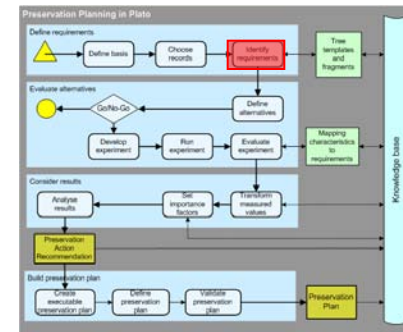 Preservation Planning in Plato
Define requirements
Define basis
Choose
records
Identify
requirements
Tree
templates
and
fragments
Evaluate alternatives
Go/No-Go
Define
alternatives
Develop
experiment
Run
experiment
Evaluate
experiment
Mapping
characteristics
to
requirements
Knowledge base
Consider results
Analyse
results
Set
importance
factors
Transform
measured
values
Preservation
Action
Recommendation
Build preservation plan
Create
executable
preservation plan
Define
preservation
plan
Validate
preservation
plan
Preservation
Plan